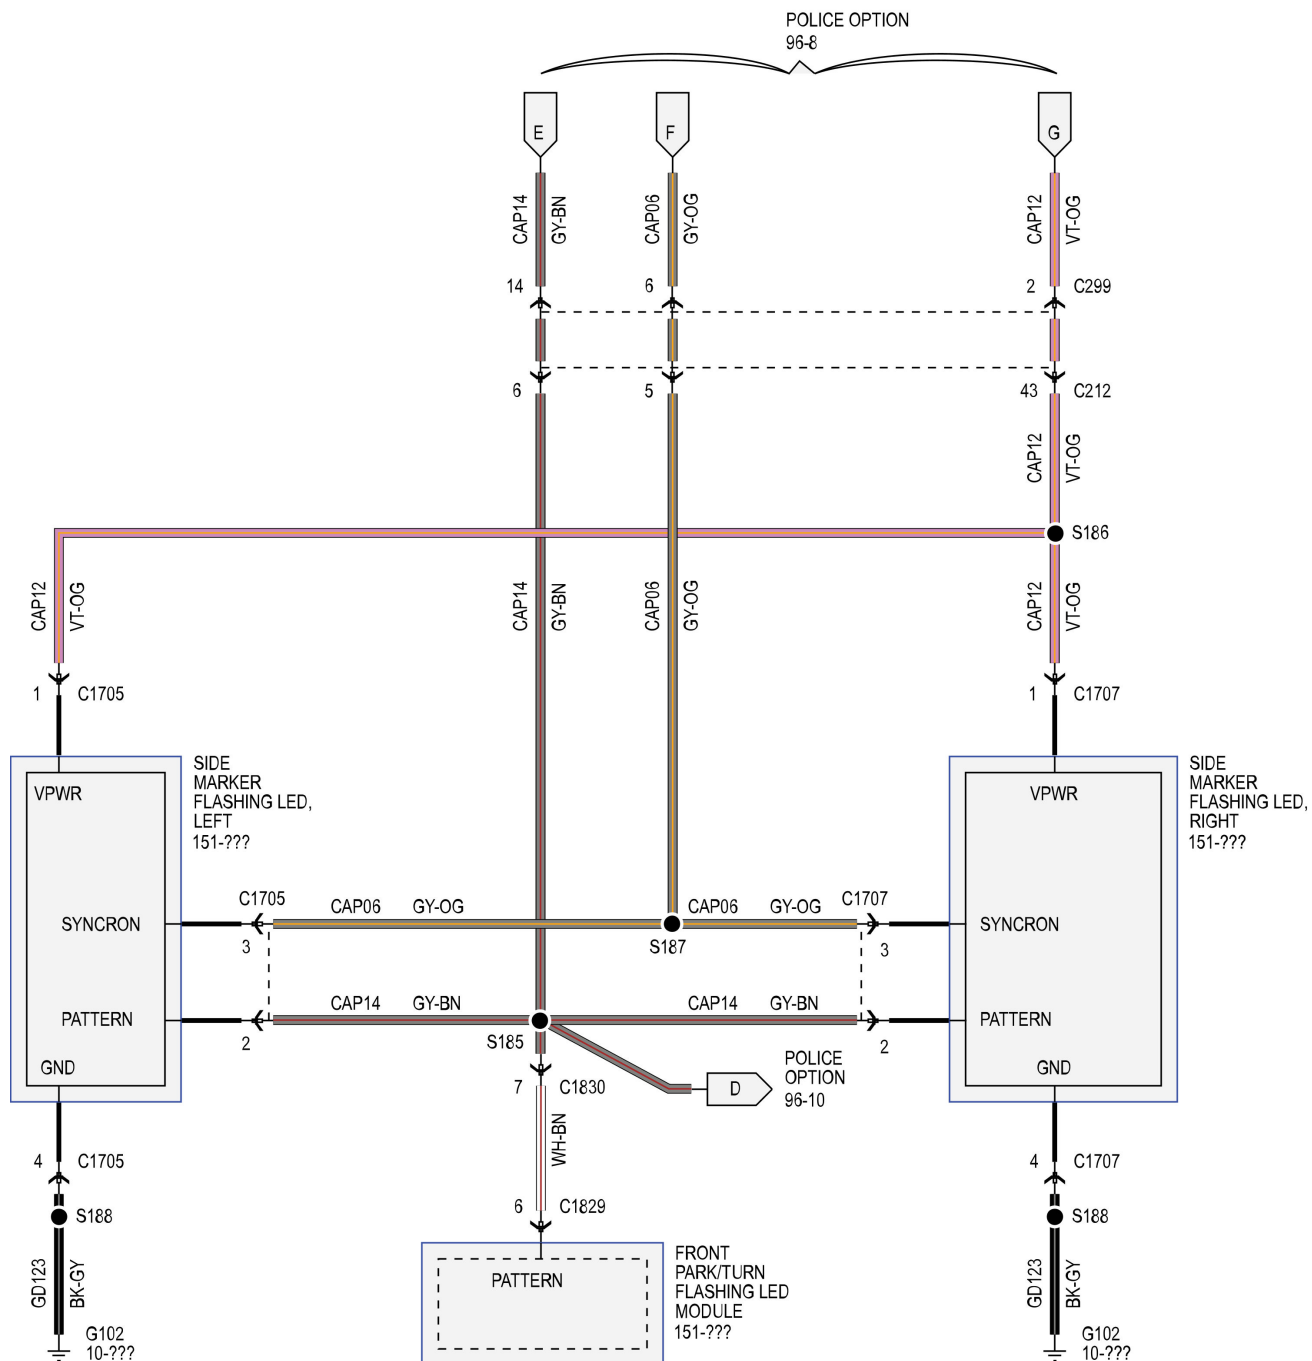 POLICE OPTION
96-8
E
F
G
CAP14
GY-BN
CAP06
GY-OG
CAP12
VT-OG
14
6
2
C299
6
5
43
C212
CAP12
VT-OG
S186
CAP12
VT-OG
CAP14
GY-BN
CAP06
GY-OG
CAP12
VT-OG
1
C1705
1
C1707
SIDE
MARKER
FLASHING LED,
LEFT
151-???
VPWR
SIDE
MARKER
FLASHING LED,
RIGHT
151-???
VPWR
C1705
CAP06
GY-OG
CAP06
GY-OG
C1707
SYNCRON
3
S187
3
SYNCRON
CAP14
GY-BN
CAP14
GY-BN
PATTERN
2
S185
2
PATTERN
GND
GND
POLICE
OPTION
96-10
D
7
C1830
WH-BN
4
C1705
4
C1707
6
C1829
S188
S188
GD123
BK-GY
GD123
BK-GY
FRONT
PARK/TURN
FLASHING LED
MODULE
151-???
PATTERN
G102
10-???
G102
10-???